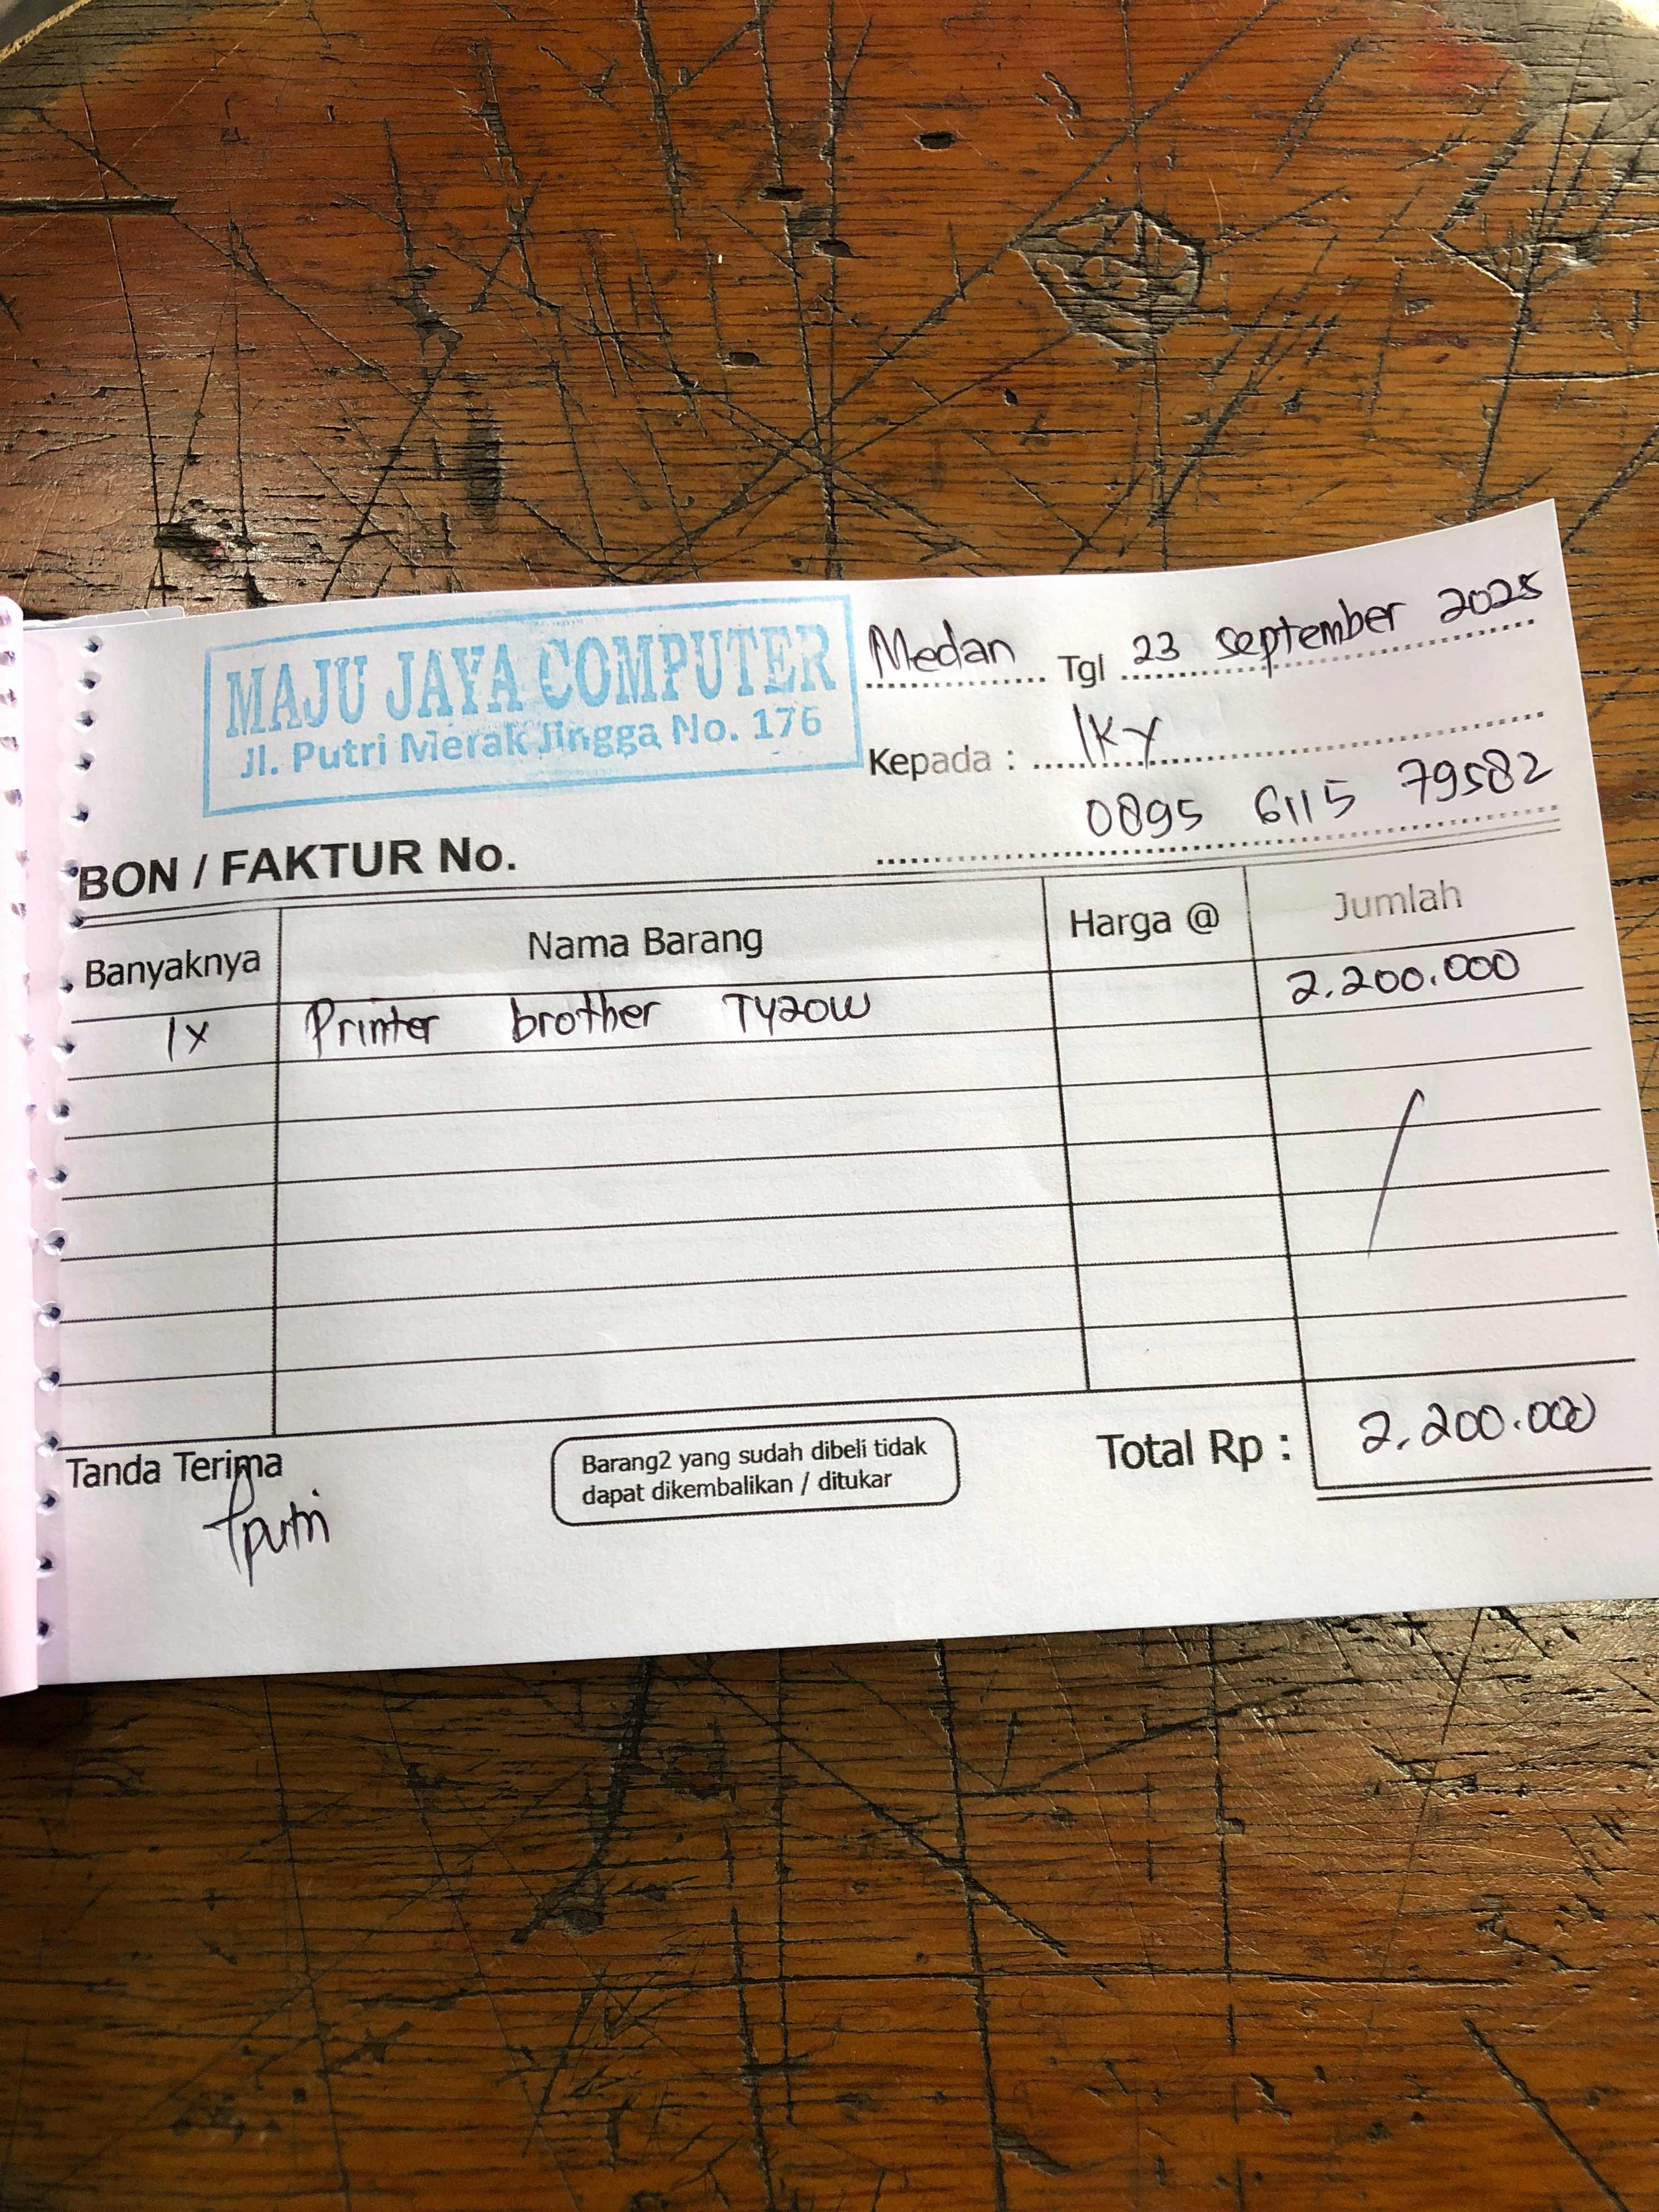 MAJU JAYA COMPUTER
Jl. Putri Merak Jingga No. 176
Medan Tgl 23 september 2025
Kepada : Iky
0895 6115 79582
BON / FAKTUR No.
Banyaknya Nama Barang Harga @ Jumlah
1x Printer brother T420W 2.200.000
Tanda Terima Total Rp : 2.200.000
Barang2 yang sudah dibeli tidak
dapat dikembalikan / ditukar
putri